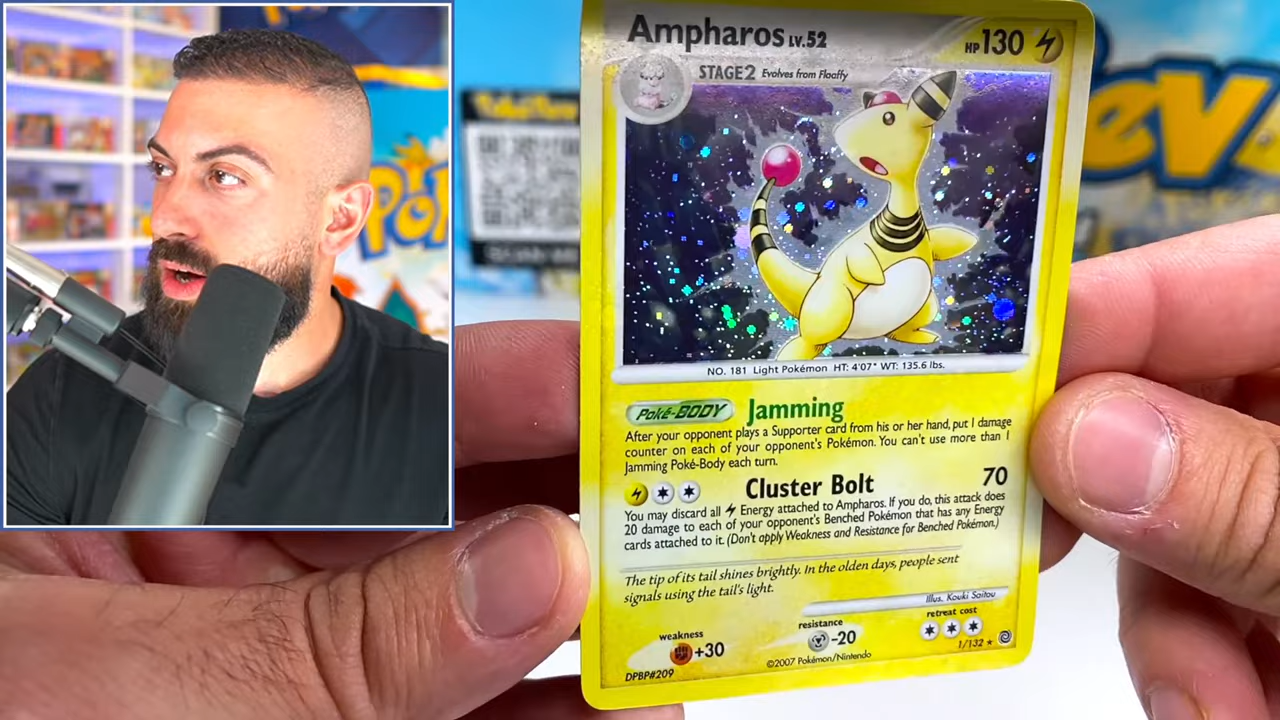 Ampharos LV.52
HP 130
STAGE2 Evolves from Flaaffy
NO. 181 Light Pokémon HT: 4'07" WT: 135.6 lbs.
Poké-BODY Jamming
After your opponent plays a Supporter card from his or her hand, put 1 damage
counter on each of your opponent's Pokémon. You can't use more than 1
Jamming Poké-Body each turn.
Cluster Bolt 70
You may discard all Energy attached to Ampharos. If you do, this attack does
20 damage to each of your opponent's Benched Pokémon that has any Energy
cards attached to it. (Don't apply Weakness and Resistance for Benched Pokémon.)
The tip of its tail shines brightly. In the olden days, people sent
signals using the tail's light.
Illus. Kouki Saitou
weakness
+30
resistance
-20
retreat cost
1/132
DPBP#209
©2007 Pokémon/Nintendo